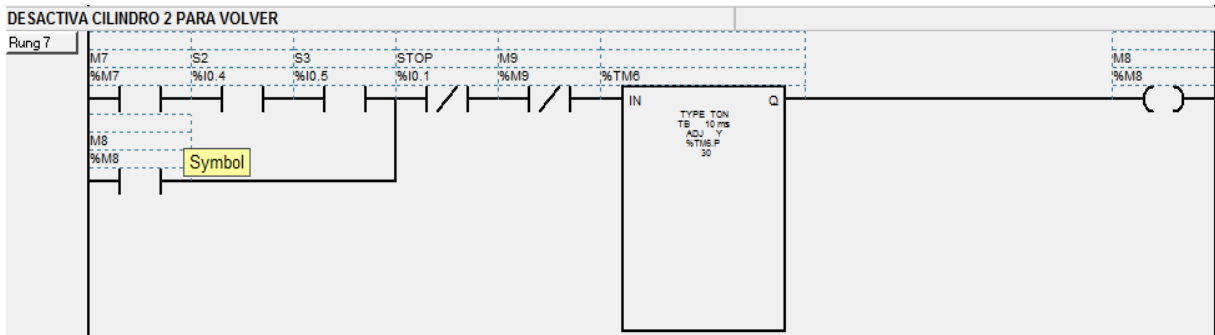 DESACTIVA CILINDRO 2 PARA VOLVER
Rung 7
M7 S2 S3 STOP M9 M8
%M7 %I0.4 %I0.5 %I0.1 %M9 %TM6 %M8
IN Q
TYPE TON
TB 10 ms
ADJ Y
%TM6.P
30
M8
%M8
Symbol